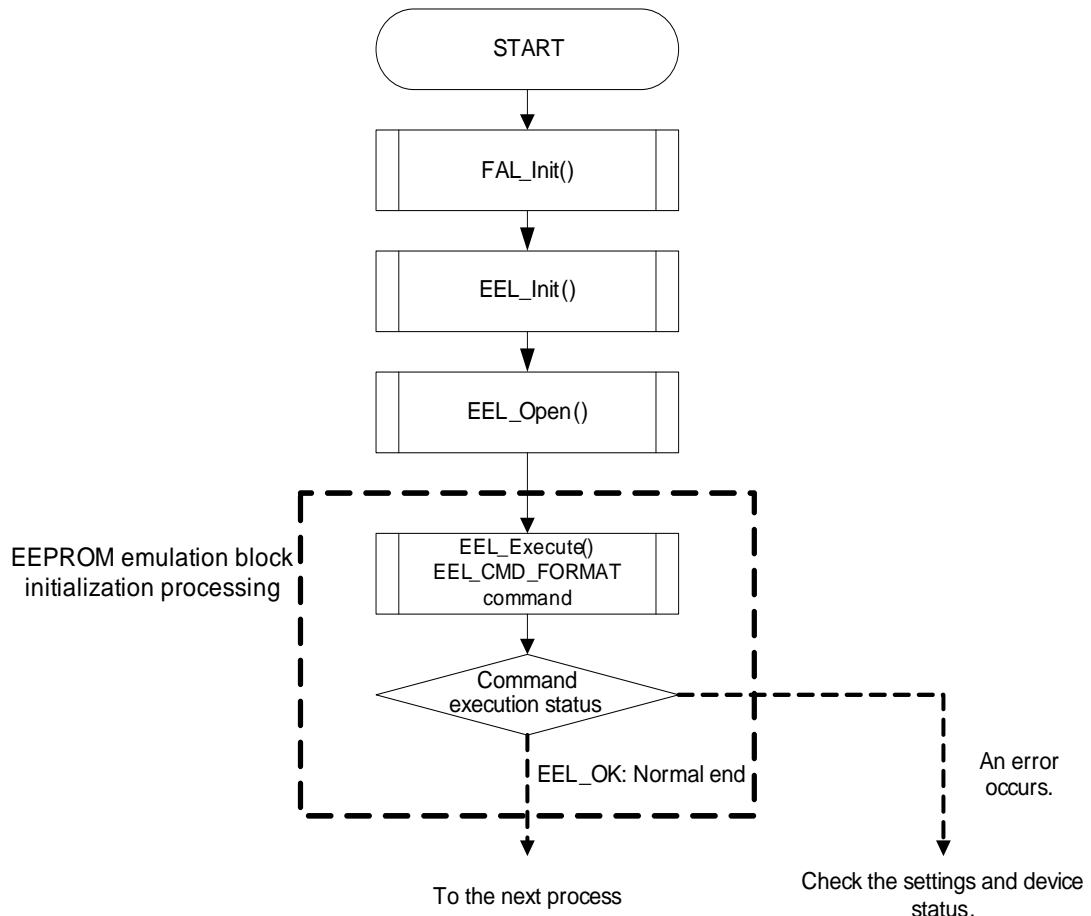 START
FAL_Init()
EEL_Init()
EEL_Open()
EEPROM emulation block
initialization processing
EEL_Execute()
EEL_CMD_FORMAT
command
Command
execution status
EEL_OK: Normal end
An error
occurs.
To the next process
Check the settings and device
status.